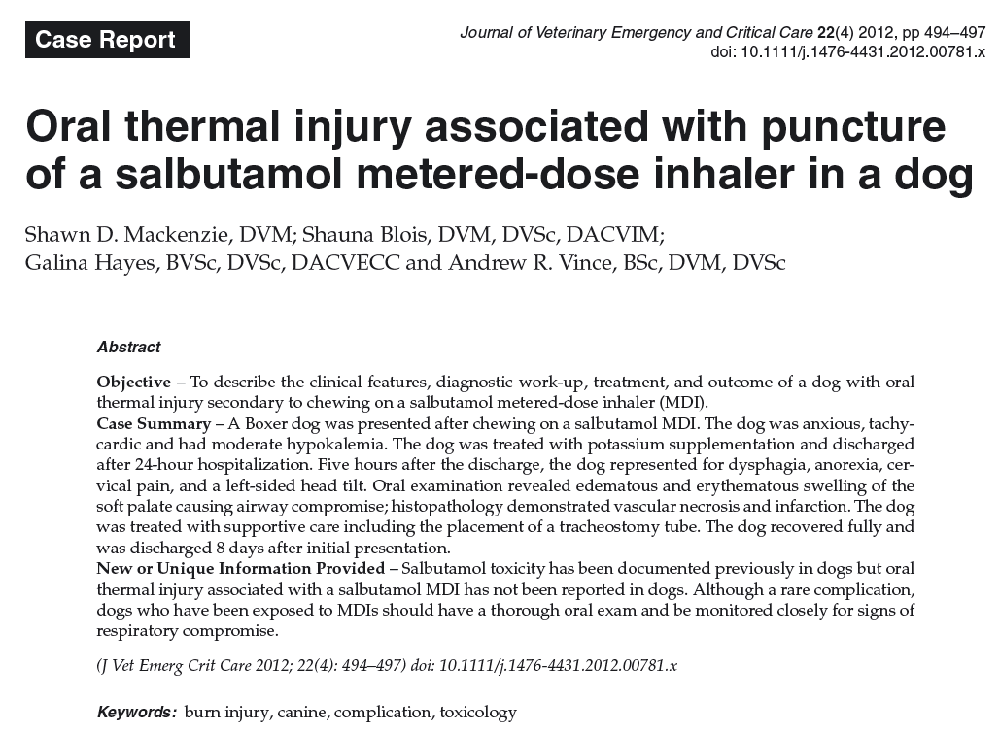 Case Report
Journal of Veterinary Emergency and Critical Care 22(4) 2012, pp 494–497
doi: 10.1111/j.1476-4431.2012.00781.x
Oral thermal injury associated with puncture
of a salbutamol metered-dose inhaler in a dog
Shawn D. Mackenzie, DVM; Shauna Blois, DVM, DVSc, DACVIM;
Galina Hayes, BVSc, DVSc, DACVECC and Andrew R. Vince, BSc, DVM, DVSc
Abstract
Objective – To describe the clinical features, diagnostic work-up, treatment, and outcome of a dog with oral
thermal injury secondary to chewing on a salbutamol metered-dose inhaler (MDI).
Case Summary – A Boxer dog was presented after chewing on a salbutamol MDI. The dog was anxious, tachy-
cardic and had moderate hypokalemia. The dog was treated with potassium supplementation and discharged
after 24-hour hospitalization. Five hours after the discharge, the dog represented for dysphagia, anorexia, cer-
vical pain, and a left-sided head tilt. Oral examination revealed edematous and erythematous swelling of the
soft palate causing airway compromise; histopathology demonstrated vascular necrosis and infarction. The dog
was treated with supportive care including the placement of a tracheostomy tube. The dog recovered fully and
was discharged 8 days after initial presentation.
New or Unique Information Provided – Salbutamol toxicity has been documented previously in dogs but oral
thermal injury associated with a salbutamol MDI has not been reported in dogs. Although a rare complication,
dogs who have been exposed to MDIs should have a thorough oral exam and be monitored closely for signs of
respiratory compromise.
(J Vet Emerg Crit Care 2012; 22(4): 494–497) doi: 10.1111/j.1476-4431.2012.00781.x
Keywords: burn injury, canine, complication, toxicology